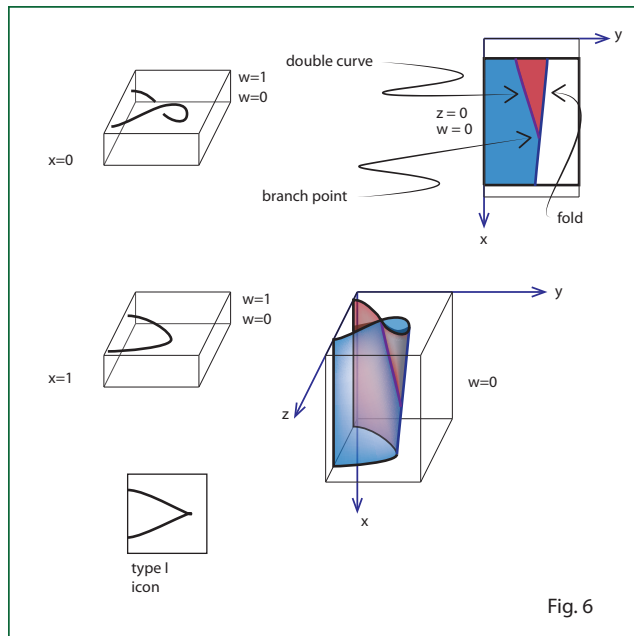 w=1
w=0
x=0
double curve
y
z = 0
w = 0
branch point
fold
x
w=1
w=0
x=1
y
w=0
z
x
type I
icon
Fig. 6